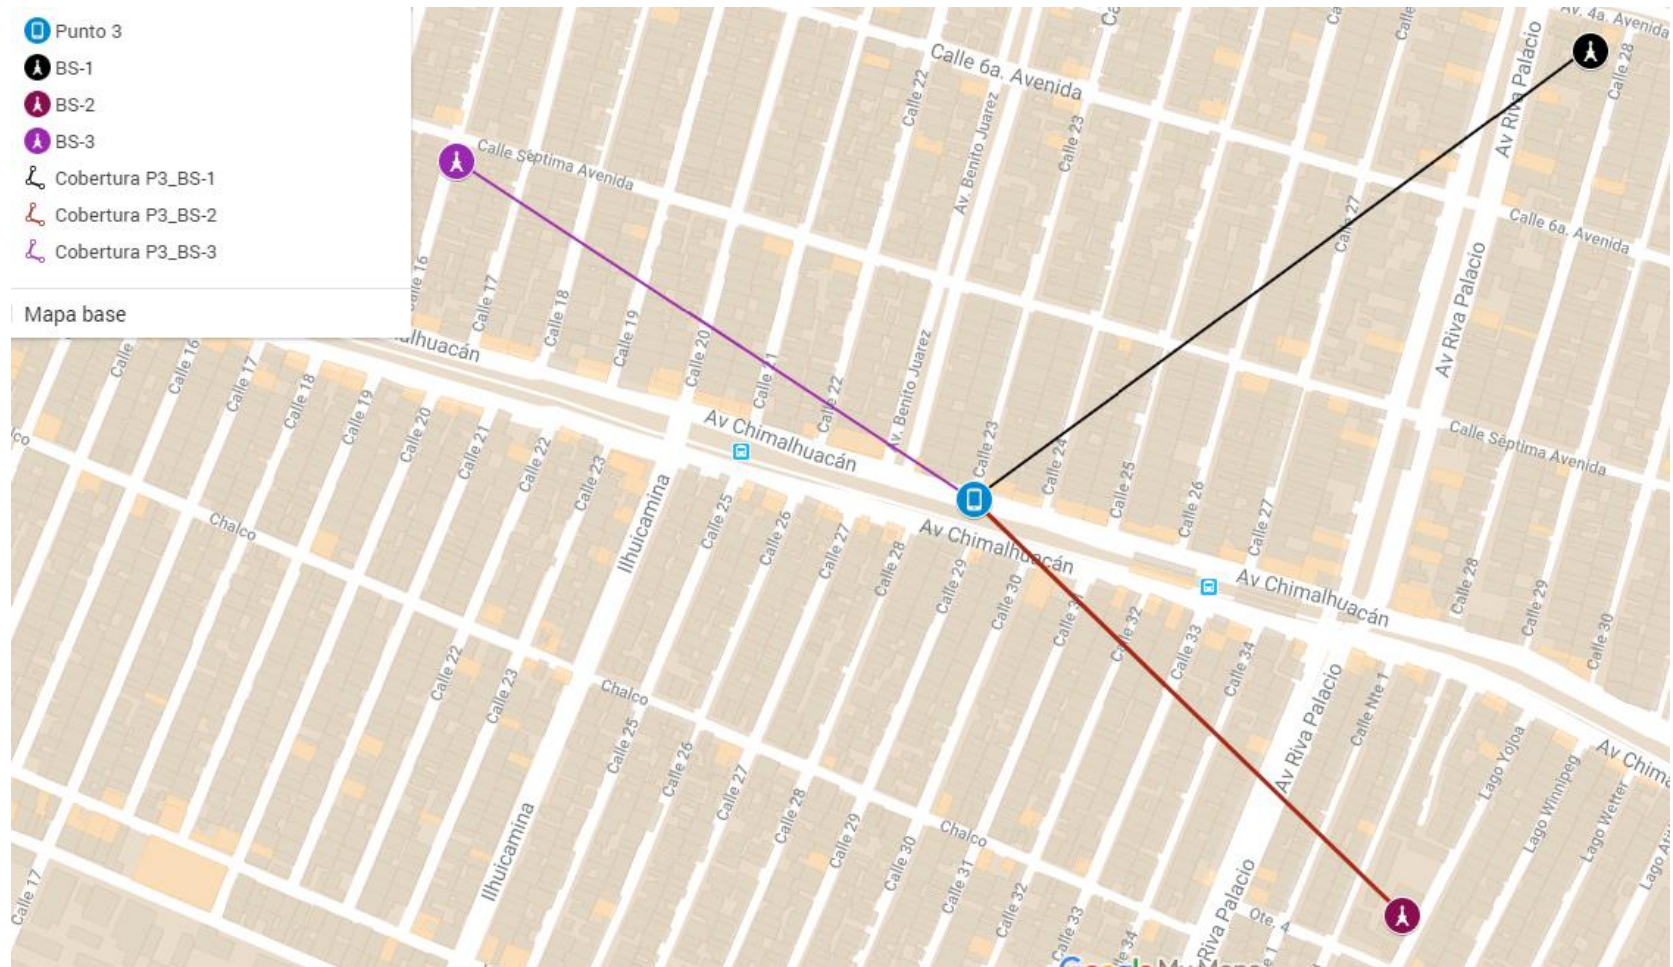 Punto 3
BS-1
BS-2
BS-3
Cobertura P3_BS-1
Cobertura P3_BS-2
Cobertura P3_BS-3
Mapa base
Av. 4a. Avenida
Calle 28
Calle
Calle 6a. Avenida
Calle 22
Av. Benito Juarez
Calle 23
Av Riva Palacio
Calle Séptima Avenida
Calle 27
Calle 6a. Avenida
Av Riva Palacio
Calle 17
Calle 18
Calle 19
Calle 20
Calle 21
Calle 22
Av. Benito Juarez
Calle 23
Calle 24
Calle 25
Calle 26
Calle 27
Calle Séptima Avenida
Calle
Calle 16
Calle 17
Calle 18
Calle 19
Calle 20
Calle 21
Calle 22
Calle 23
Av Chimalhuacán
Ilhuicamina
Calle 25
Calle 26
Calle 27
Calle 28
Calle 29
Calle 30
Av Chimalhuacán
Calle 31
Calle 32
Calle 33
Calle 34
Av Chimalhuacán
Calle 28
Calle 29
Calle 30
Chalco
Calle 22
Calle 23
Chalco
Calle 25
Calle 26
Calle 27
Calle 28
Calle 29
Calle 30
Chalco
Calle 31
Calle 32
Calle 33
Av Riva Palacio
Calle Nte 1
Lago Yojoa
Lago Winnipeg
Lago Wetter
Ilhuicamina
Calle 17
Riva Palacio
Ote. 4
Google My Maps